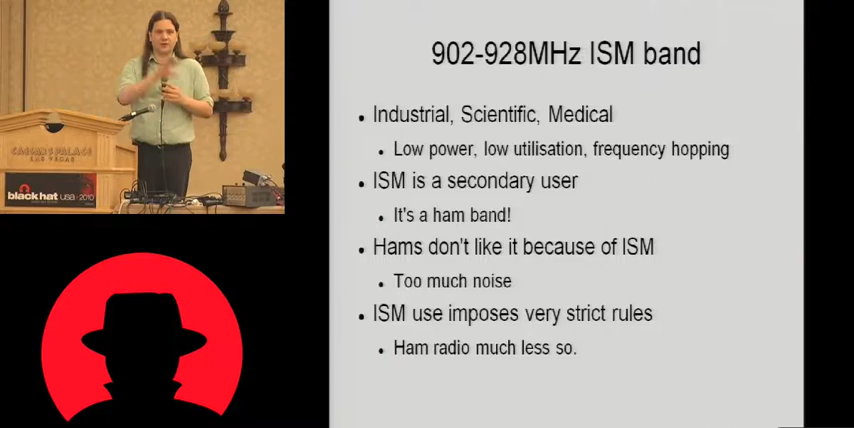 CAESARS PALACE
LAS VEGAS
black hat USA · 2010
902-928MHz ISM band
• Industrial, Scientific, Medical
• Low power, low utilisation, frequency hopping
• ISM is a secondary user
• It's a ham band!
• Hams don't like it because of ISM
• Too much noise
• ISM use imposes very strict rules
• Ham radio much less so.